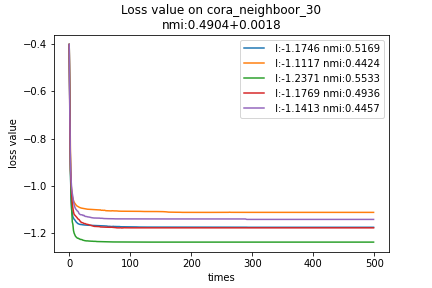 Loss value on cora_neighboor_30
nmi:0.4904+0.0018
l:-1.1746 nmi:0.5169
l:-1.1117 nmi:0.4424
l:-1.2371 nmi:0.5533
l:-1.1769 nmi:0.4936
l:-1.1413 nmi:0.4457
loss value
−0.4
−0.6
−0.8
−1.0
−1.2
0 100 200 300 400 500
times